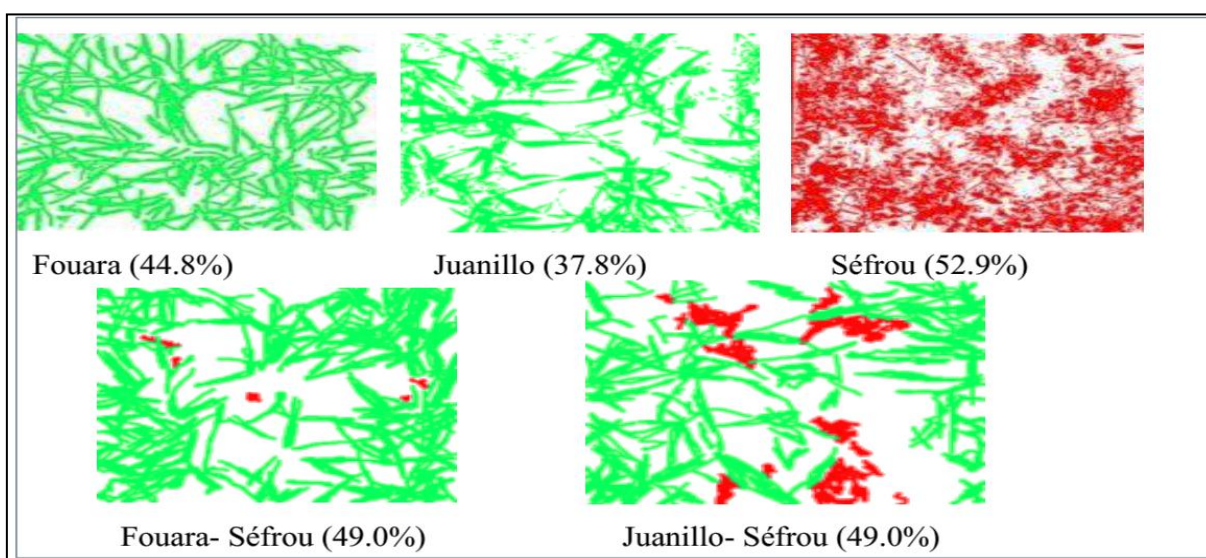 Fouara (44.8%) Juanillo (37.8%) Séfrou (52.9%)
Fouara- Séfrou (49.0%) Juanillo- Séfrou (49.0%)